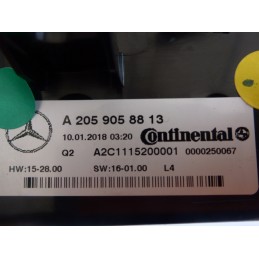 A 205 905 88 13
10.01.2018 03:20 Continental
Q2 A2C1115200001 0000250067
HW:15-28.00 SW:16-01.00 L4